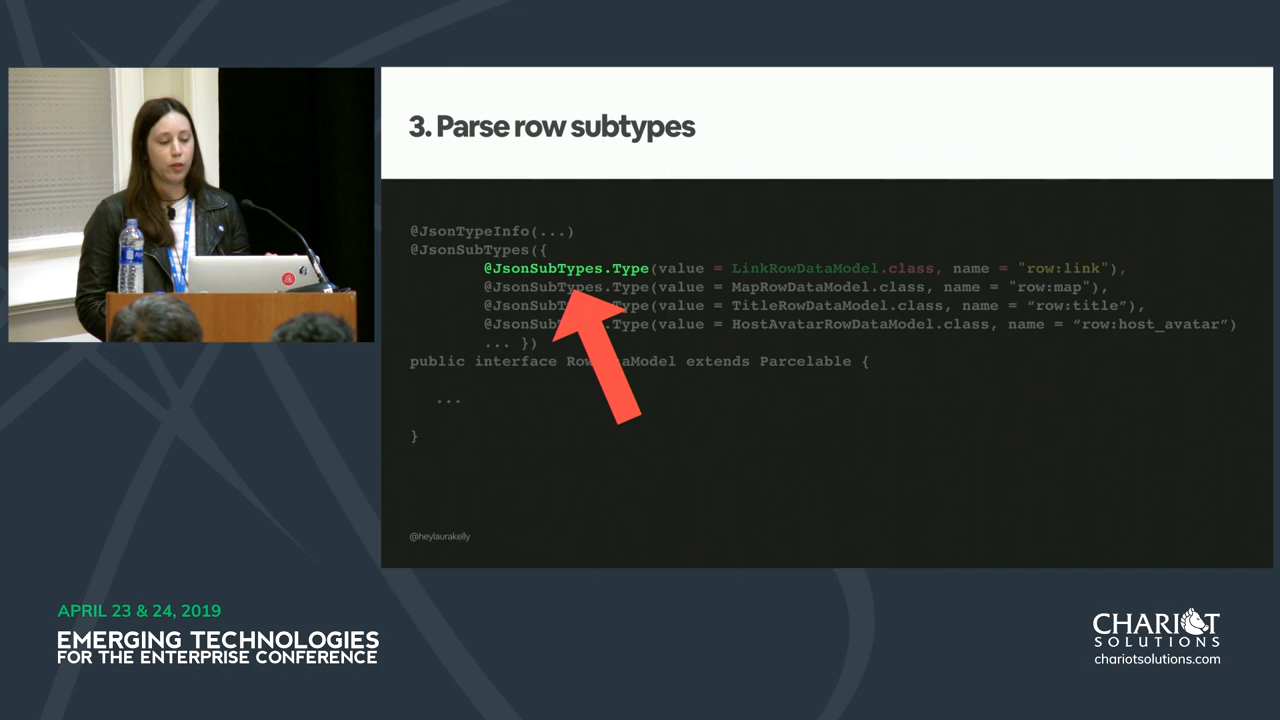 3. Parse row subtypes
@JsonTypeInfo(...)
@JsonSubTypes({
@JsonSubTypes.Type(value = LinkRowDataModel.class, name = "row:link"),
@JsonSubTypes.Type(value = MapRowDataModel.class, name = "row:map"),
@JsonSub Type(value = TitleRowDataModel.class, name = “row:title”),
@JsonSub .Type(value = HostAvatarRowDataModel.class, name = “row:host_avatar”)
... })
public interface Row aModel extends Parcelable {
...
}
@heylaurakelly
APRIL 23 & 24, 2019
EMERGING TECHNOLOGIES
FOR THE ENTERPRISE CONFERENCE
CHARIOT
SOLUTIONS
chariotsolutions.com